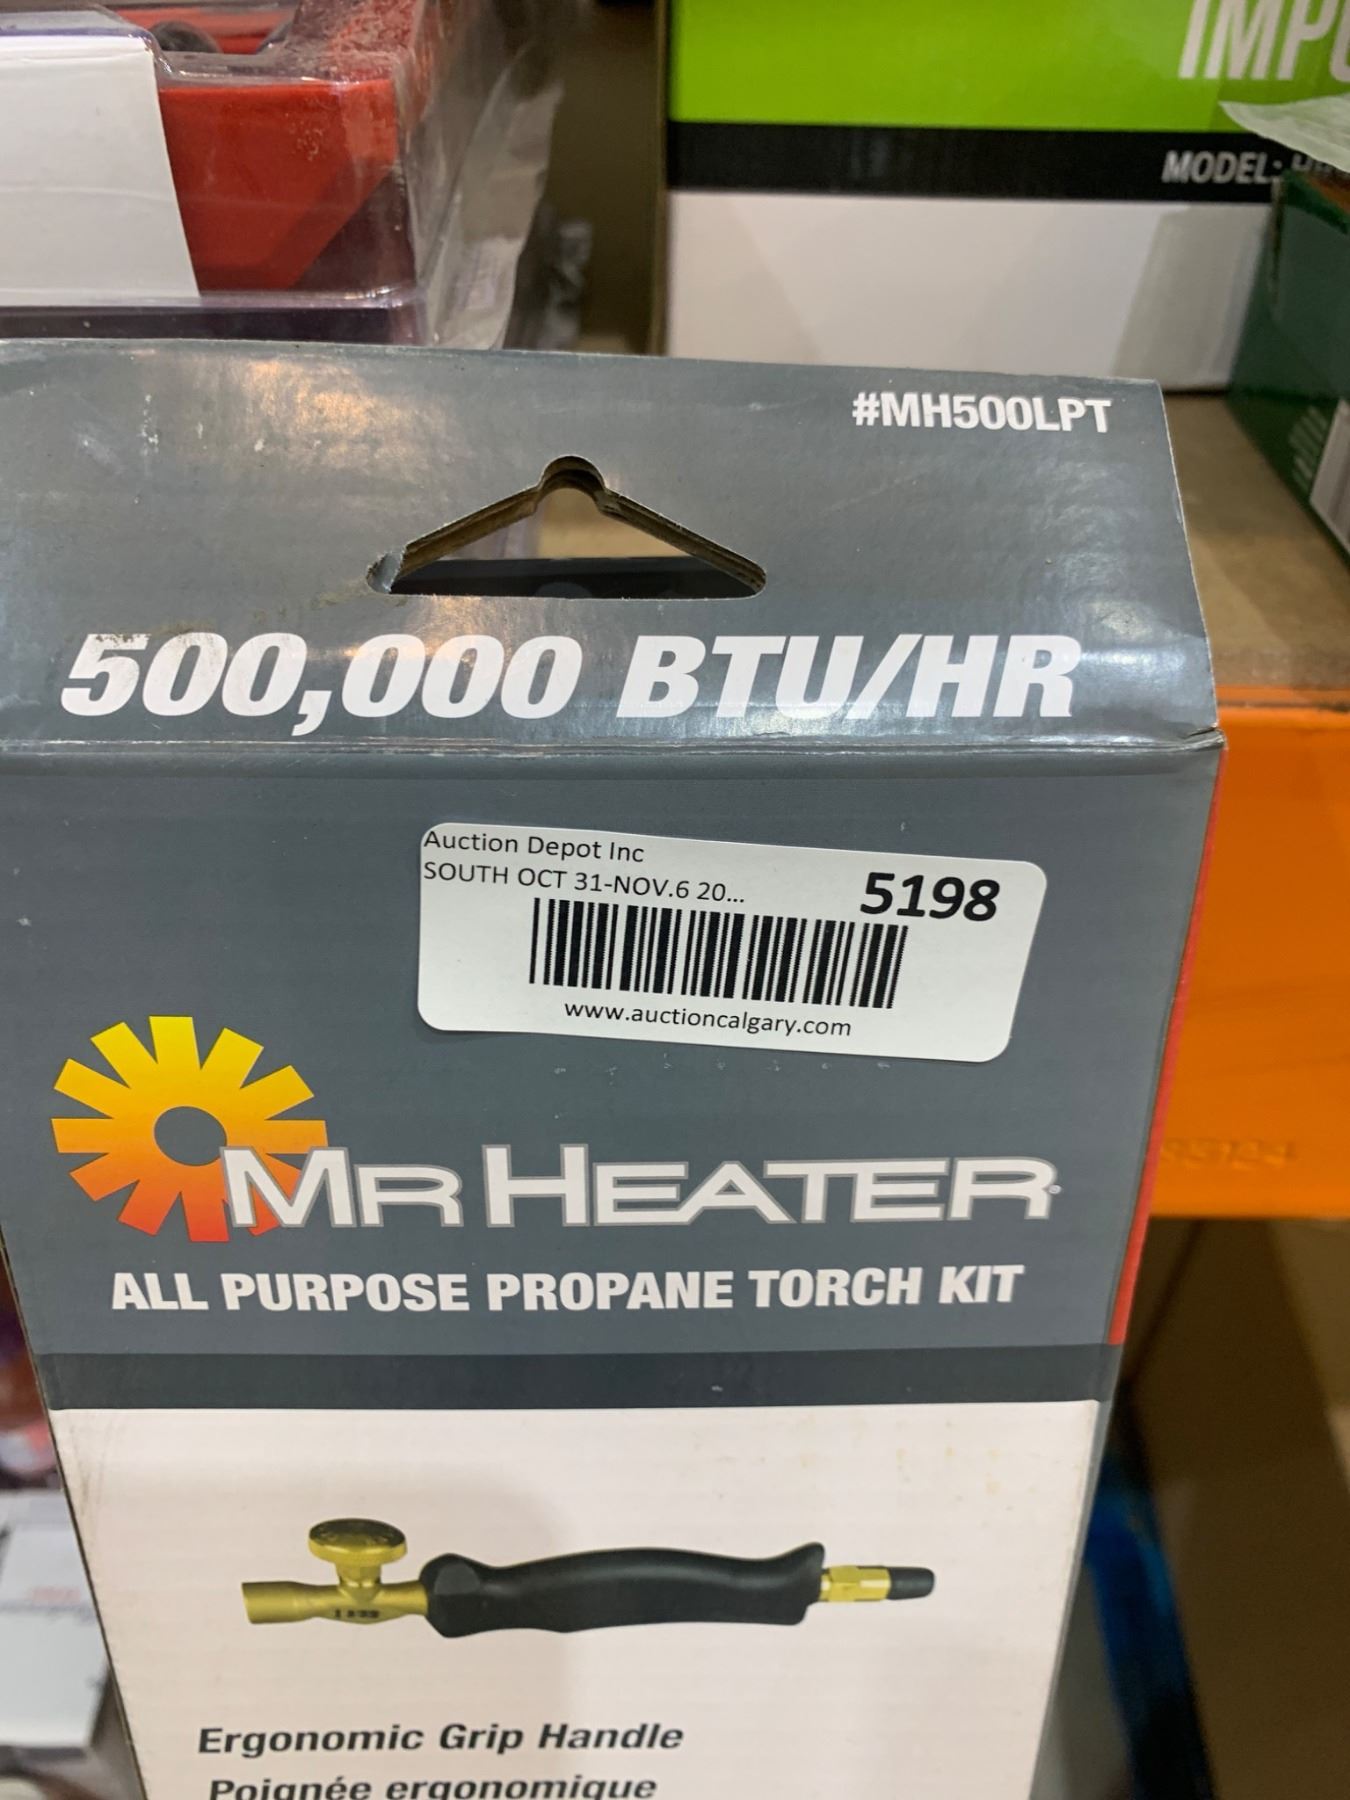 MODEL:
#MH500LPT
500,000 BTU/HR
Auction Depot Inc
SOUTH OCT 31-NOV.6 20...
5198
www.auctioncalgary.com
MR HEATER
ALL PURPOSE PROPANE TORCH KIT
Ergonomic Grip Handle
Poignée ergonomique